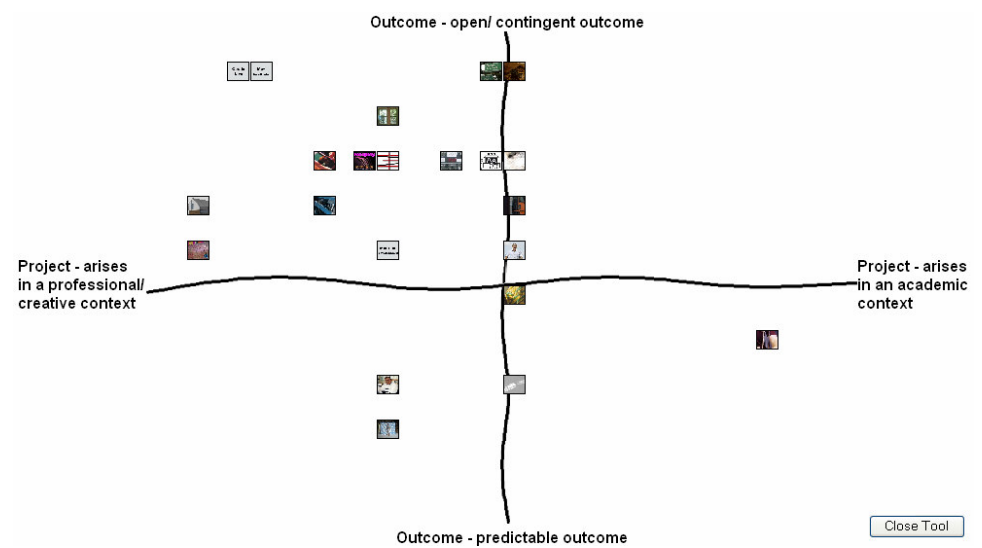 Outcome - open/ contingent outcome
Project - arises
in a professional/
creative context
Project - arises
in an academic
context
Outcome - predictable outcome
Close Tool